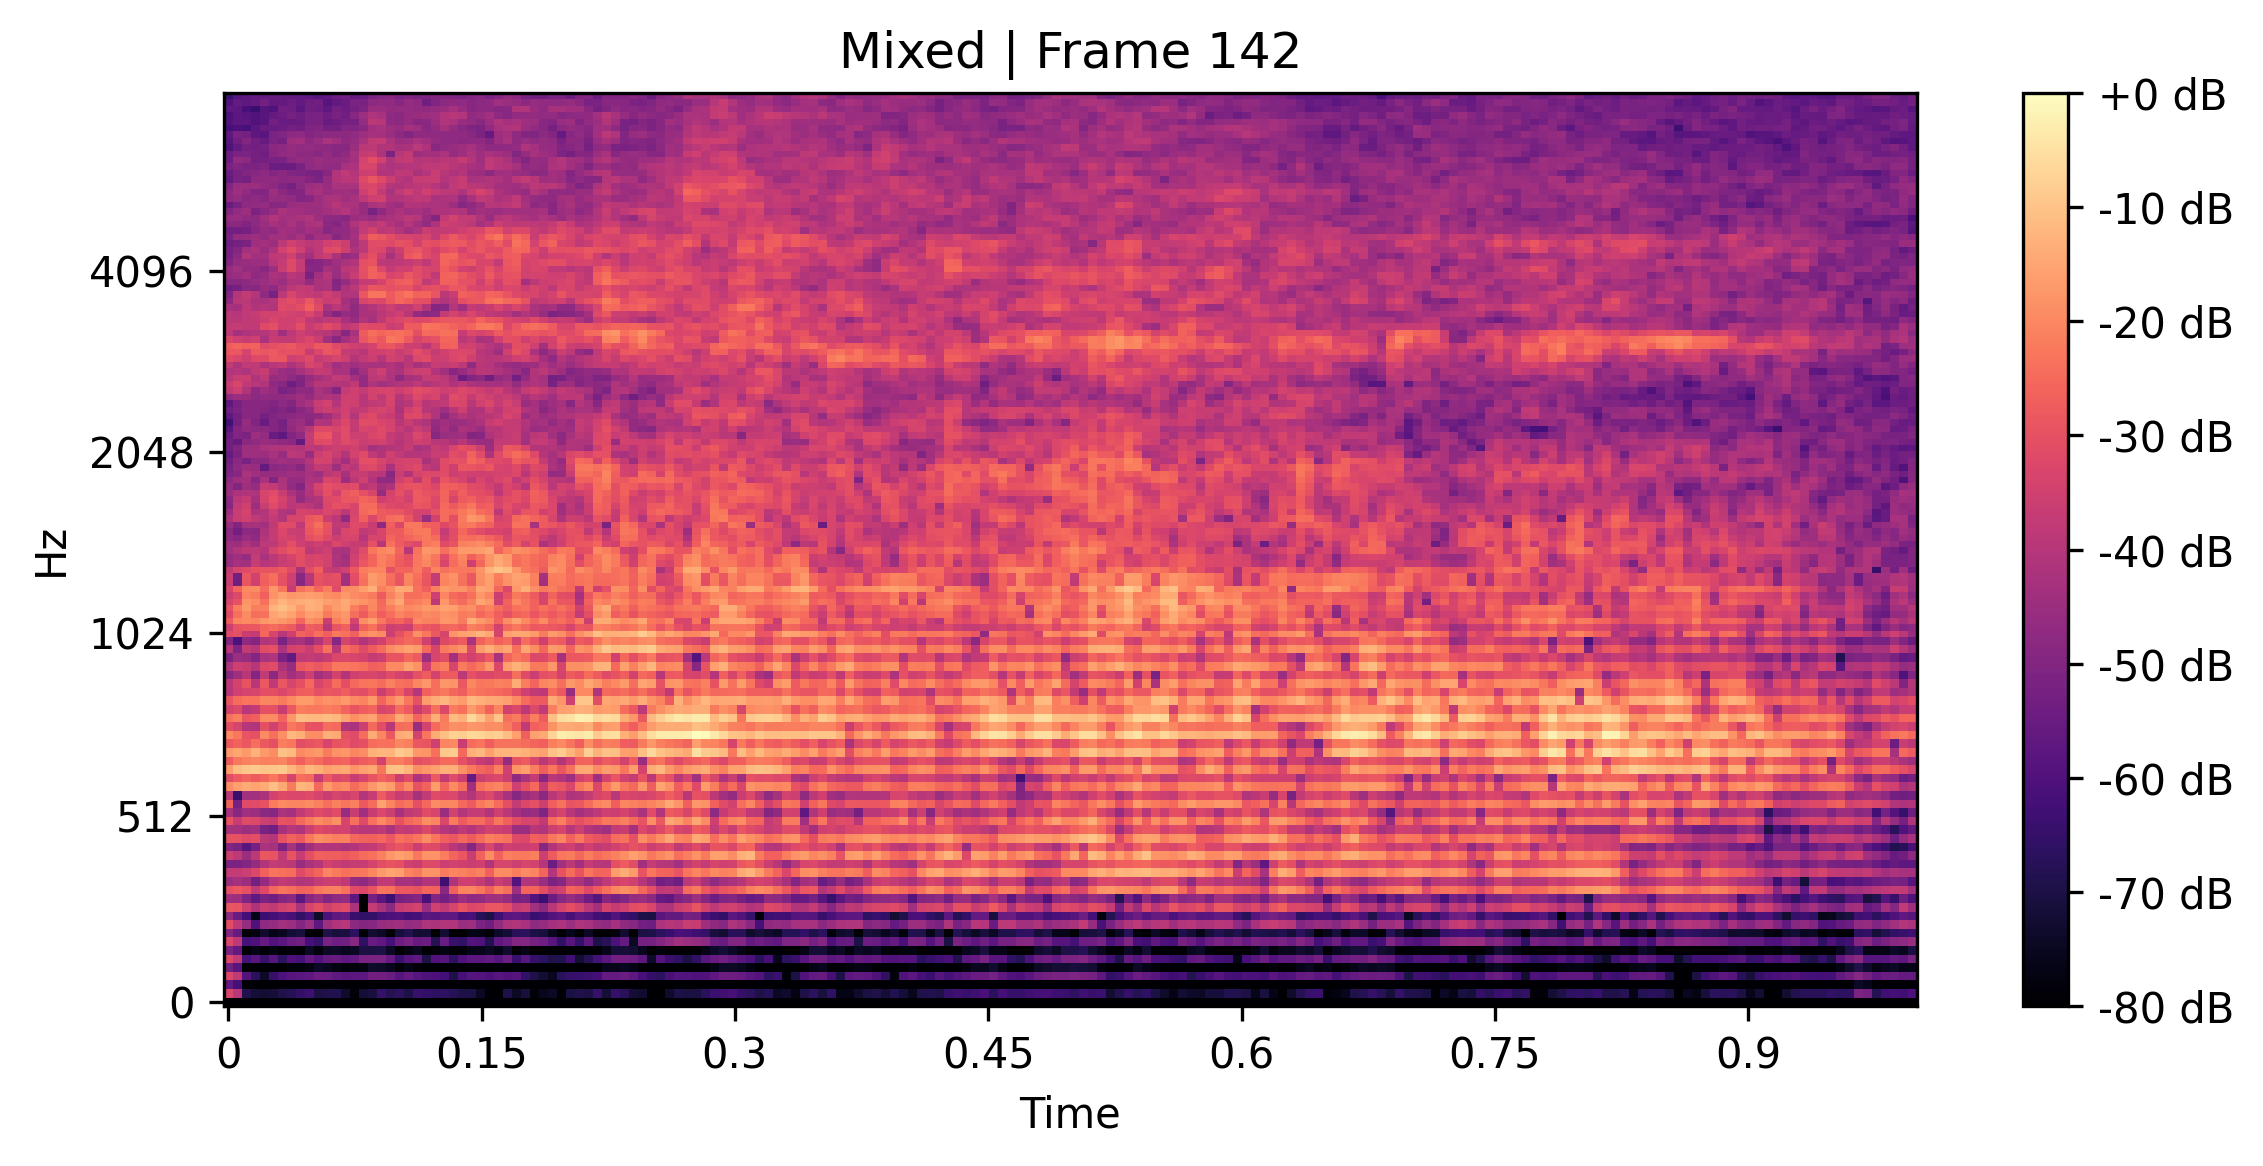 Mixed | Frame 142
+0 dB
-10 dB
-20 dB
-30 dB
-40 dB
-50 dB
-60 dB
-70 dB
-80 dB
4096
2048
1024
512
0
Hz
0 0.15 0.3 0.45 0.6 0.75 0.9
Time